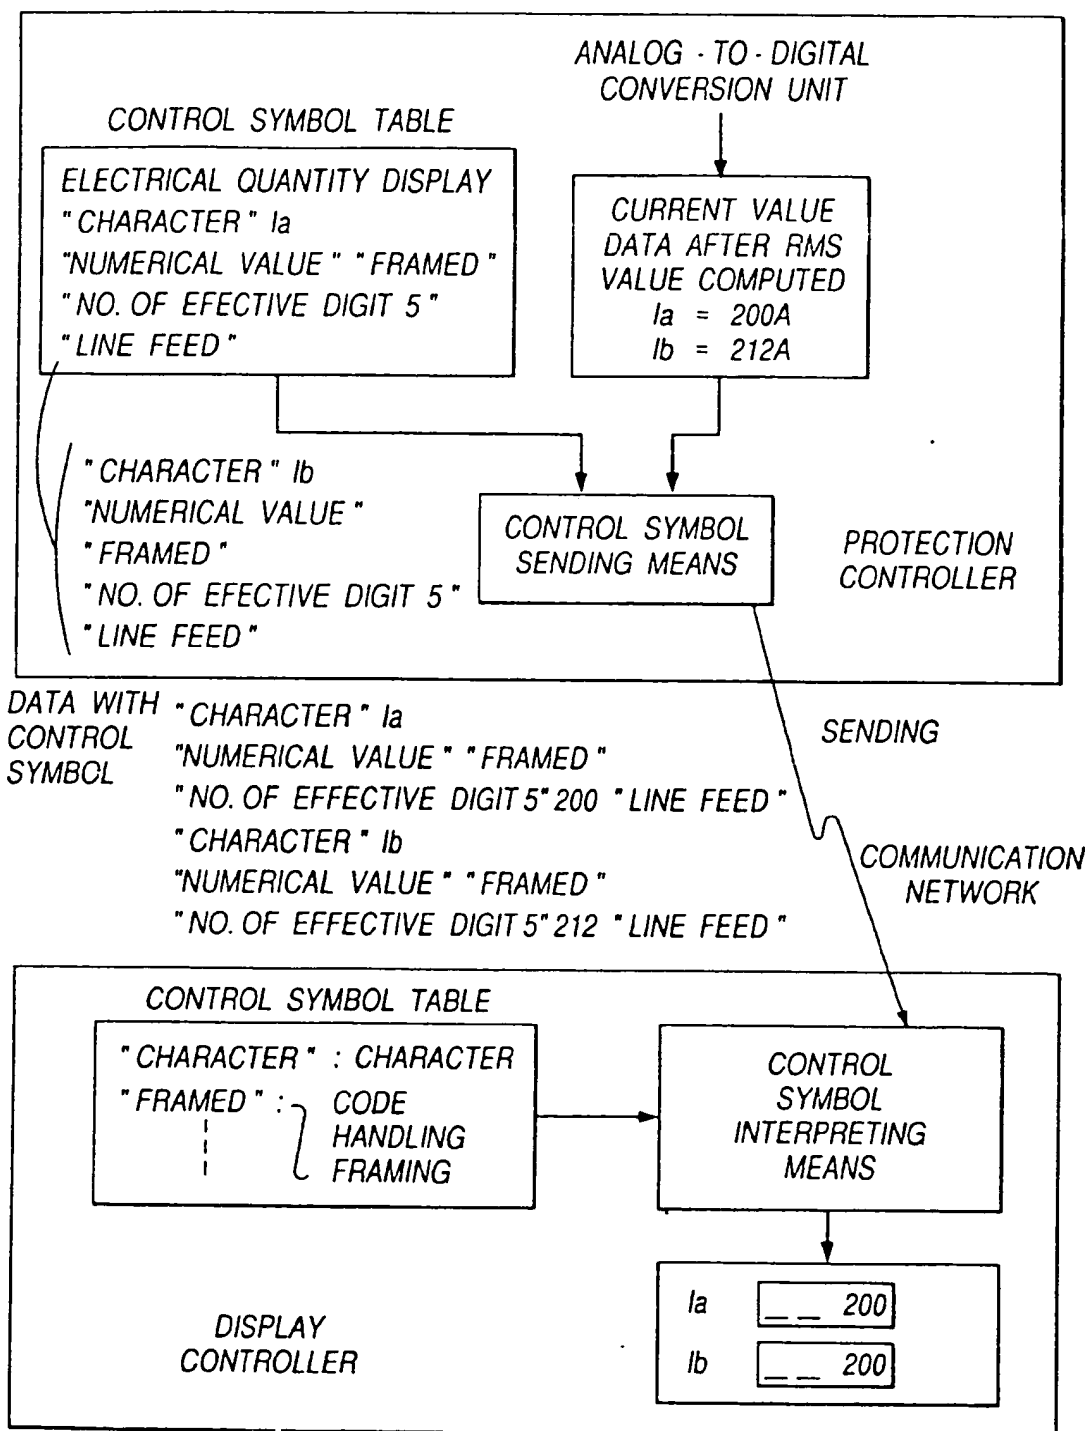 ANALOG - TO - DIGITAL
CONVERSION UNIT
CONTROL SYMBOL TABLE
ELECTRICAL QUANTITY DISPLAY
"CHARACTER" Ia
"NUMERICAL VALUE" "FRAMED"
"NO. OF EFECTIVE DIGIT 5"
"LINE FEED"
CURRENT VALUE
DATA AFTER RMS
VALUE COMPUTED
Ia = 200A
Ib = 212A
"CHARACTER" Ib
"NUMERICAL VALUE"
"FRAMED"
"NO. OF EFECTIVE DIGIT 5"
"LINE FEED"
CONTROL SYMBOL
SENDING MEANS
PROTECTION
CONTROLLER
DATA WITH
CONTROL
SYMBOL
"CHARACTER" Ia
"NUMERICAL VALUE" "FRAMED"
"NO. OF EFFECTIVE DIGIT 5" 200 "LINE FEED"
"CHARACTER" Ib
"NUMERICAL VALUE" "FRAMED"
"NO. OF EFFECTIVE DIGIT 5" 212 "LINE FEED"
SENDING
COMMUNICATION
NETWORK
CONTROL SYMBOL TABLE
"CHARACTER" : CHARACTER
"FRAMED" : CODE
HANDLING
FRAMING
CONTROL
SYMBOL
INTERPRETING
MEANS
Ia _ _ 200
Ib _ _ 200
DISPLAY
CONTROLLER